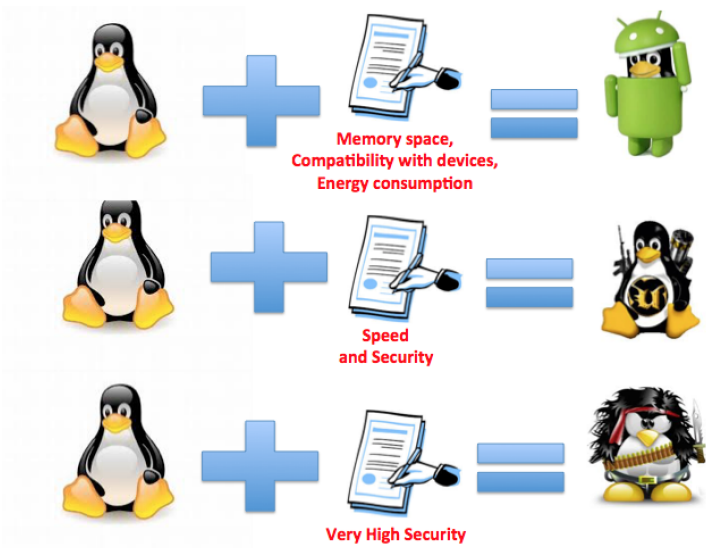 Memory space,
Compatibility with devices,
Energy consumption
Speed
and Security
Very High Security